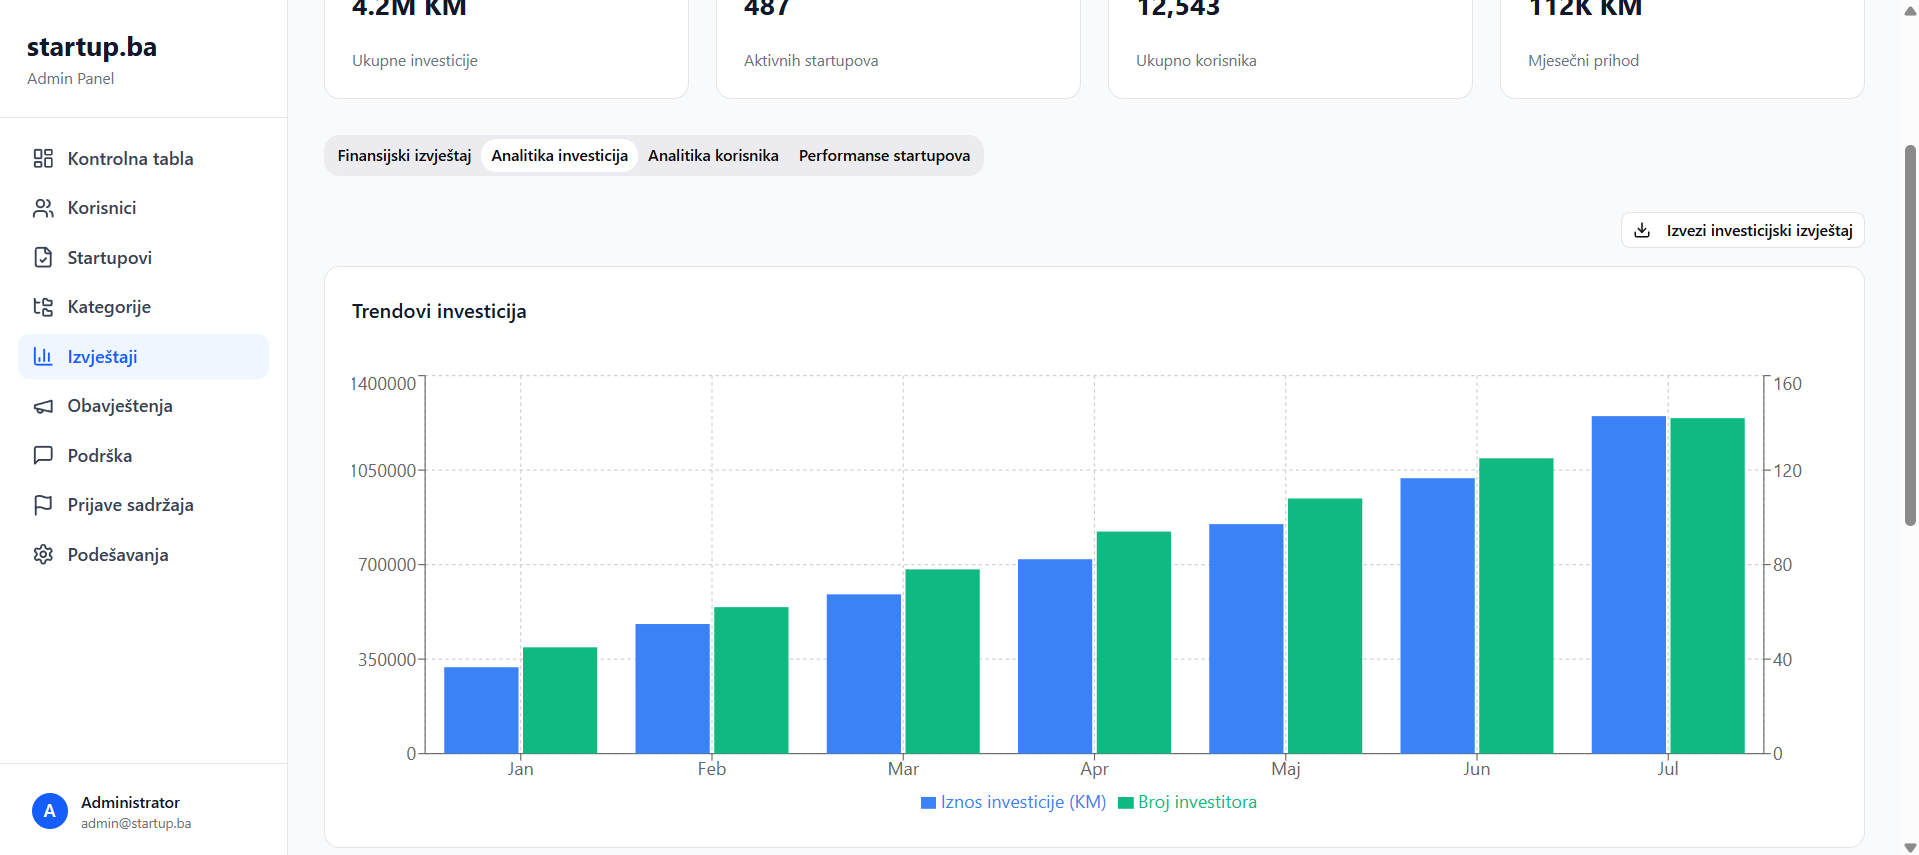 startup.ba
Admin Panel
Kontrolna tabla
Korisnici
Startupovi
Kategorije
Izvještaji
Obavještenja
Podrška
Prijave sadržaja
Podešavanja
A
Administrator
admin@startup.ba
4.2M KM
Ukupne investicije
487
Aktivnih startupova
12,543
Ukupno korisnika
112K KM
Mjesečni prihod
Finansijski izvještaj
Analitika investicija
Analitika korisnika
Performanse startupova
Izvezi investicijski izvještaj
Trendovi investicija
1400000
1050000
700000
350000
0
160
120
80
40
0
Jan
Feb
Mar
Apr
Maj
Jun
Jul
Iznos investicije (KM)
Broj investitora